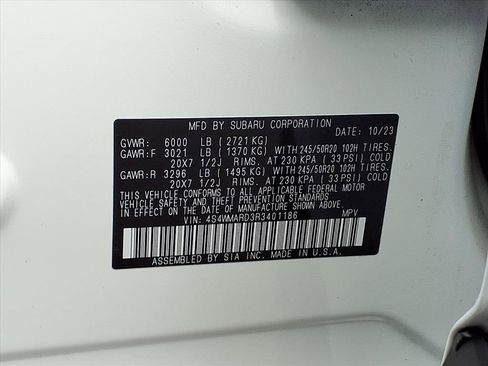 MFD BY SUBARU CORPORATION
GVWR: 6000 LB ( 2721 KG) DATE: 10/23
GAWR:F 3021 LB ( 1370 KG) WITH 245/50R20 102H TIRES.
20X7 1/2J RIMS. AT 230 KPA ( 33 PSI) COLD
GAWR:R 3296 LB ( 1495 KG) WITH 245/50R20 102H TIRES.
20X7 1/2J RIMS. AT 230 KPA ( 33 PSI) COLD
THIS VEHICLE CONFORMS TO ALL APPLICABLE FEDERAL MOTOR
VEHICLE SAFETY AND THEFT PREVENTION STANDARDS
IN EFFECT ON THE DATE OF MANUFACTURE SHOWN ABOVE.
VIN: 4S4WMARD3R3401186 MPV
ASSEMBLED BY SIA INC. MADE IN U.S.A.